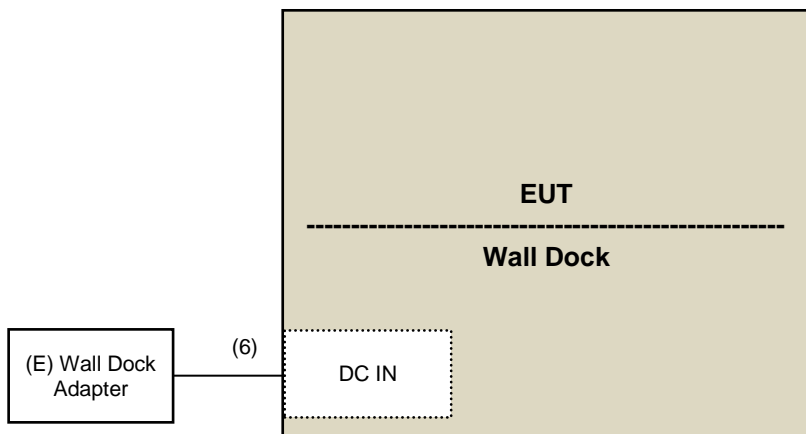 EUT
Wall Dock
(E) Wall Dock
Adapter
(6)
DC IN